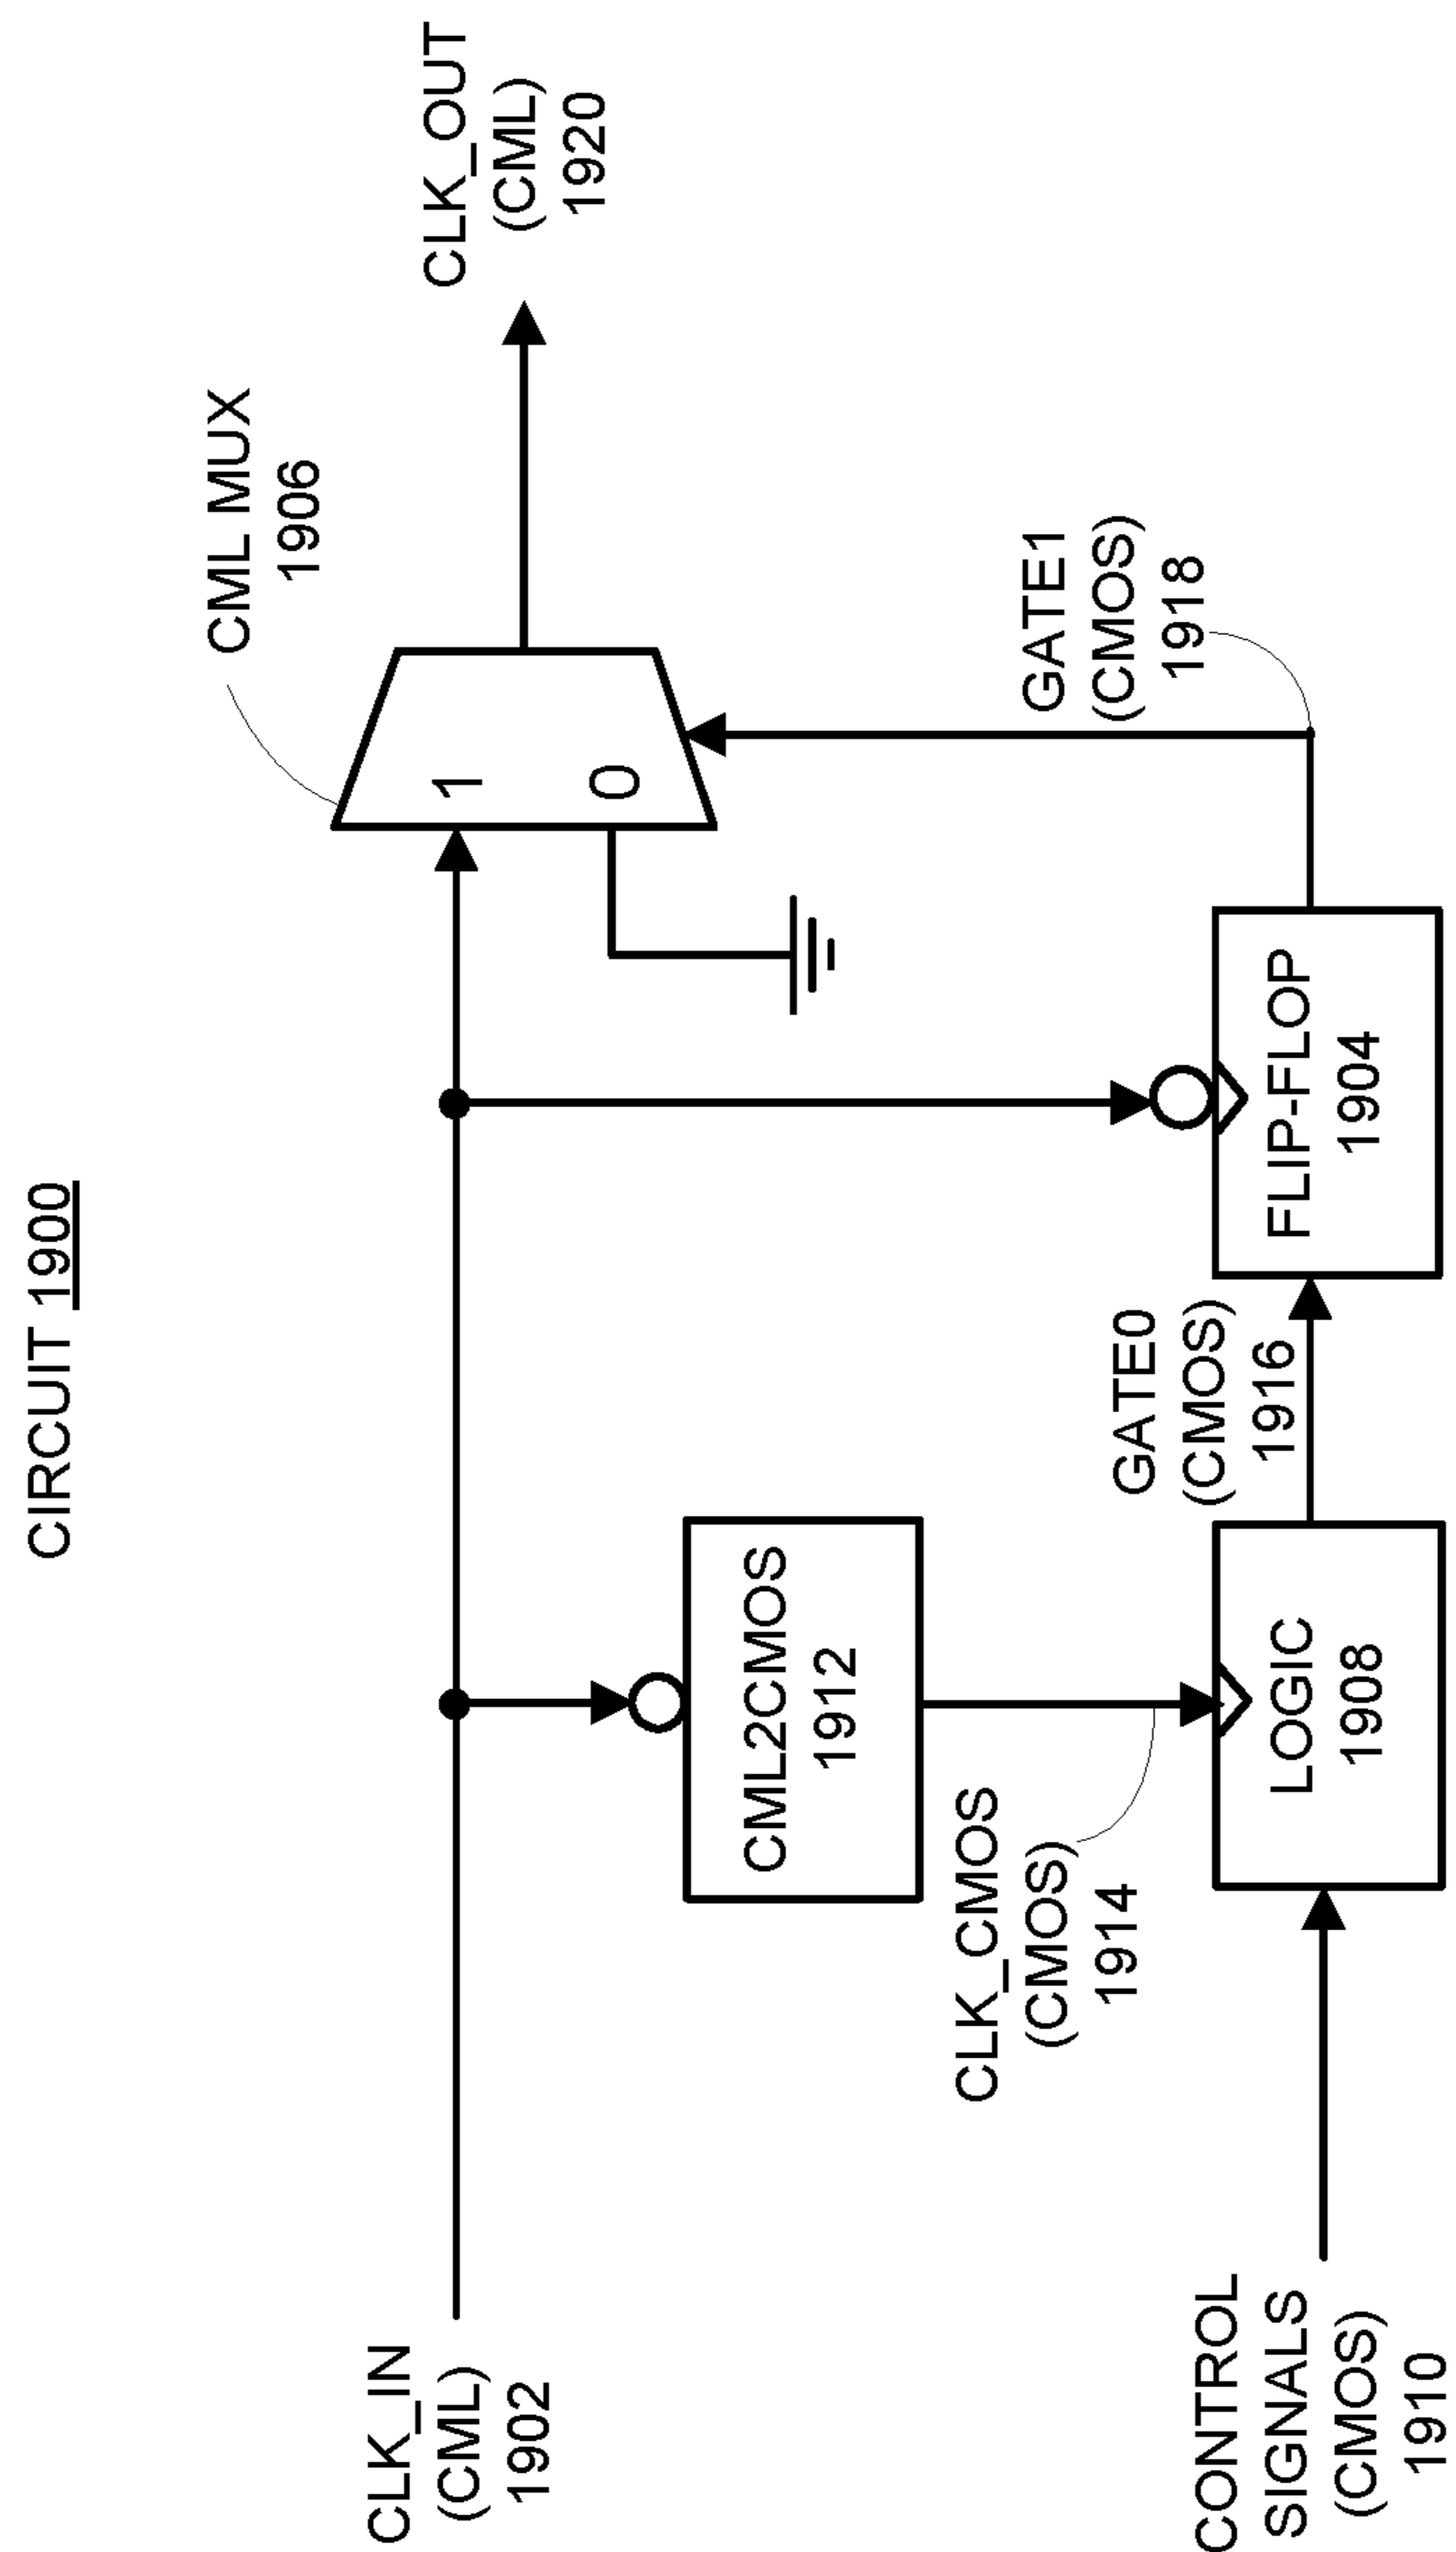 CIRCUIT 1900
CML MUX
1906
CLK_IN
(CML)
1902
1
0
CLK_OUT
(CML)
1920
CML2CMOS
1912
CLK_CMOS
(CMOS)
1914
GATE0
(CMOS)
1916
GATE1
(CMOS)
1918
CONTROL
SIGNALS
(CMOS)
1910
LOGIC
1908
FLIP-FLOP
1904